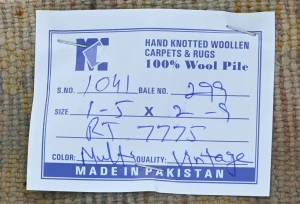 HAND KNOTTED WOOLLEN
CARPETS & RUGS
100% Wool Pile
S.NO. 1041 BALE NO. 299
SIZE 1-5 X 2-9
RT 7775
COLOR: Multi QUALITY: Vintage
MADE IN PAKISTAN